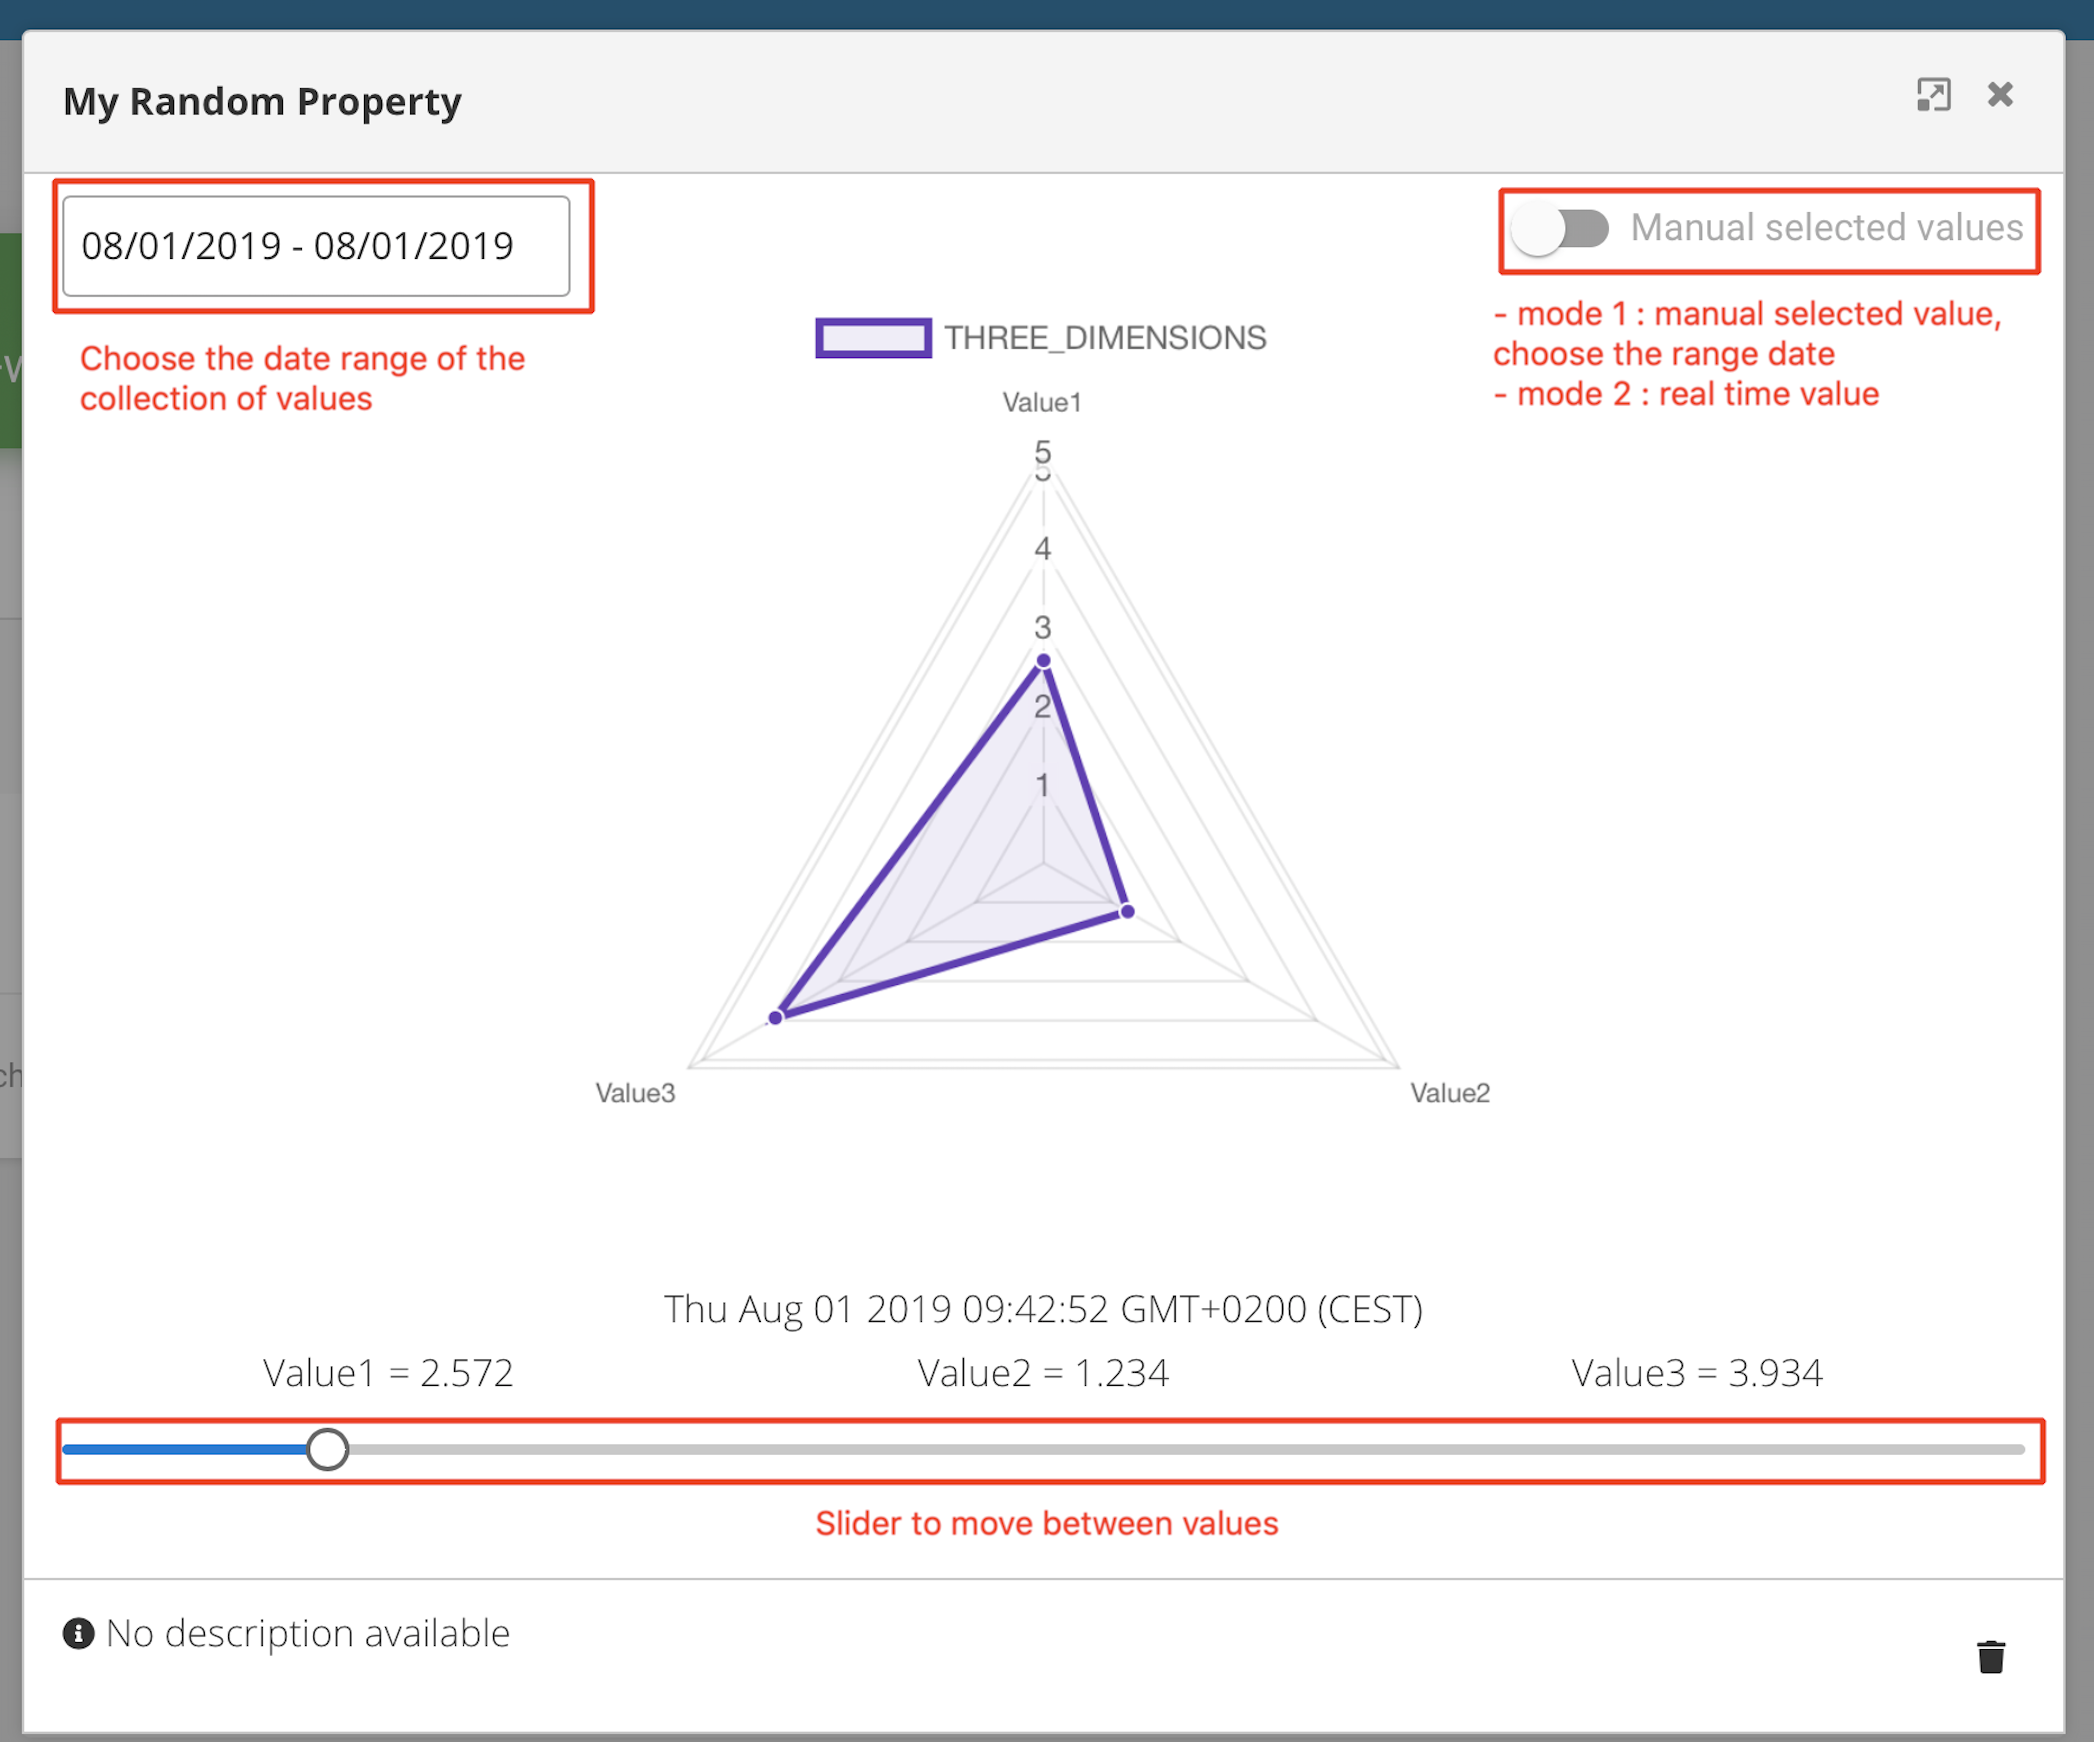 My Random Property
08/01/2019 - 08/01/2019
Manual selected values
Choose the date range of the
collection of values
- mode 1 : manual selected value,
choose the range date
- mode 2 : real time value
THREE_DIMENSIONS
Value1
5
5
4
3
2
1
Value3
Value2
Thu Aug 01 2019 09:42:52 GMT+0200 (CEST)
Value1 = 2.572
Value2 = 1.234
Value3 = 3.934
Slider to move between values
No description available